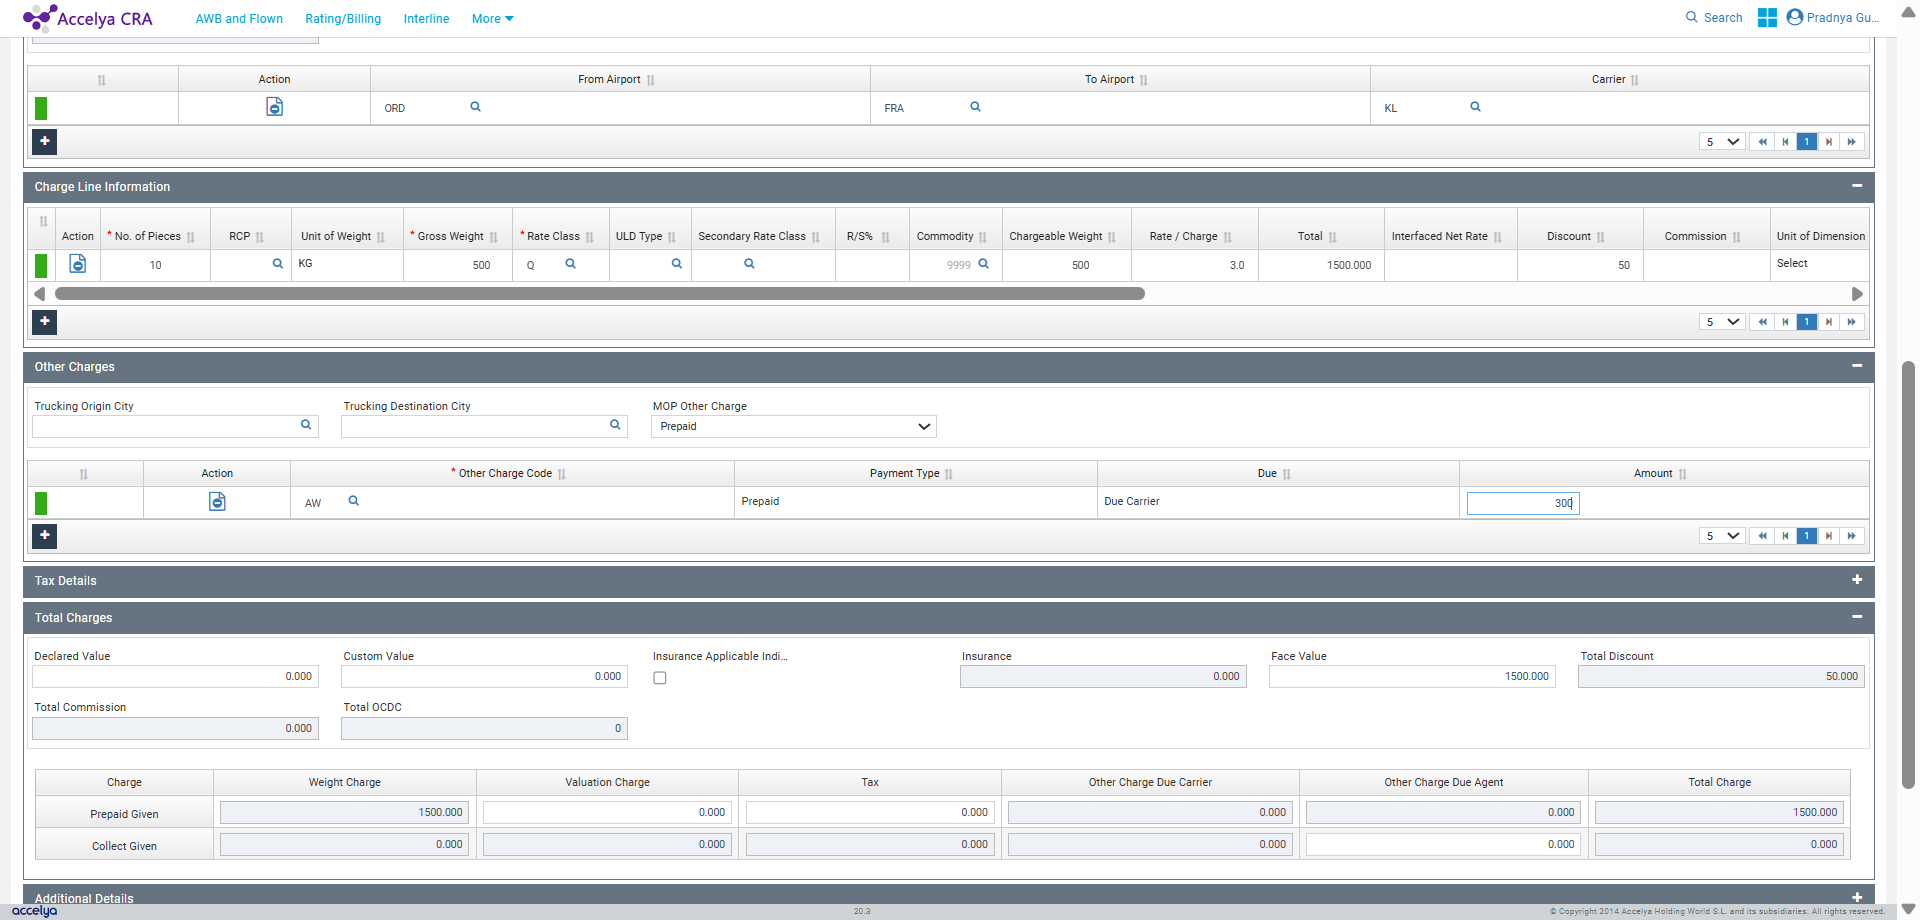 Accelya CRA
AWB and Flown Rating/Billing Interline More Search Pradnya Gu...
Action From Airport To Airport Carrier
ORD FRA KL
+ 5 1
Charge Line Information
Action * No. of Pieces RCP Unit of Weight * Gross Weight * Rate Class ULD Type Secondary Rate Class R/S% Commodity Chargeable Weight Rate / Charge Total Interfaced Net Rate Discount Commission Unit of Dimension
10 KG 500 Q 9999 500 3.0 1500.000 50 Select
+ 5 1
Other Charges
Trucking Origin City Trucking Destination City MOP Other Charge
Prepaid
Action * Other Charge Code Payment Type Due Amount
AW Prepaid Due Carrier 300
+ 5 1
Tax Details
Total Charges
Declared Value Custom Value Insurance Applicable Indi... Insurance Face Value Total Discount
0.000 0.000 0.000 1500.000 50.000
Total Commission Total OCDC
0.000 0
Charge Weight Charge Valuation Charge Tax Other Charge Due Carrier Other Charge Due Agent Total Charge
Prepaid Given 1500.000 0.000 0.000 0.000 0.000 1500.000
Collect Given 0.000 0.000 0.000 0.000 0.000 0.000
Additional Details
accelya 20.3 © Copyright 2014 Accelya Holding World S.L. and its subsidiaries. All rights reserved.